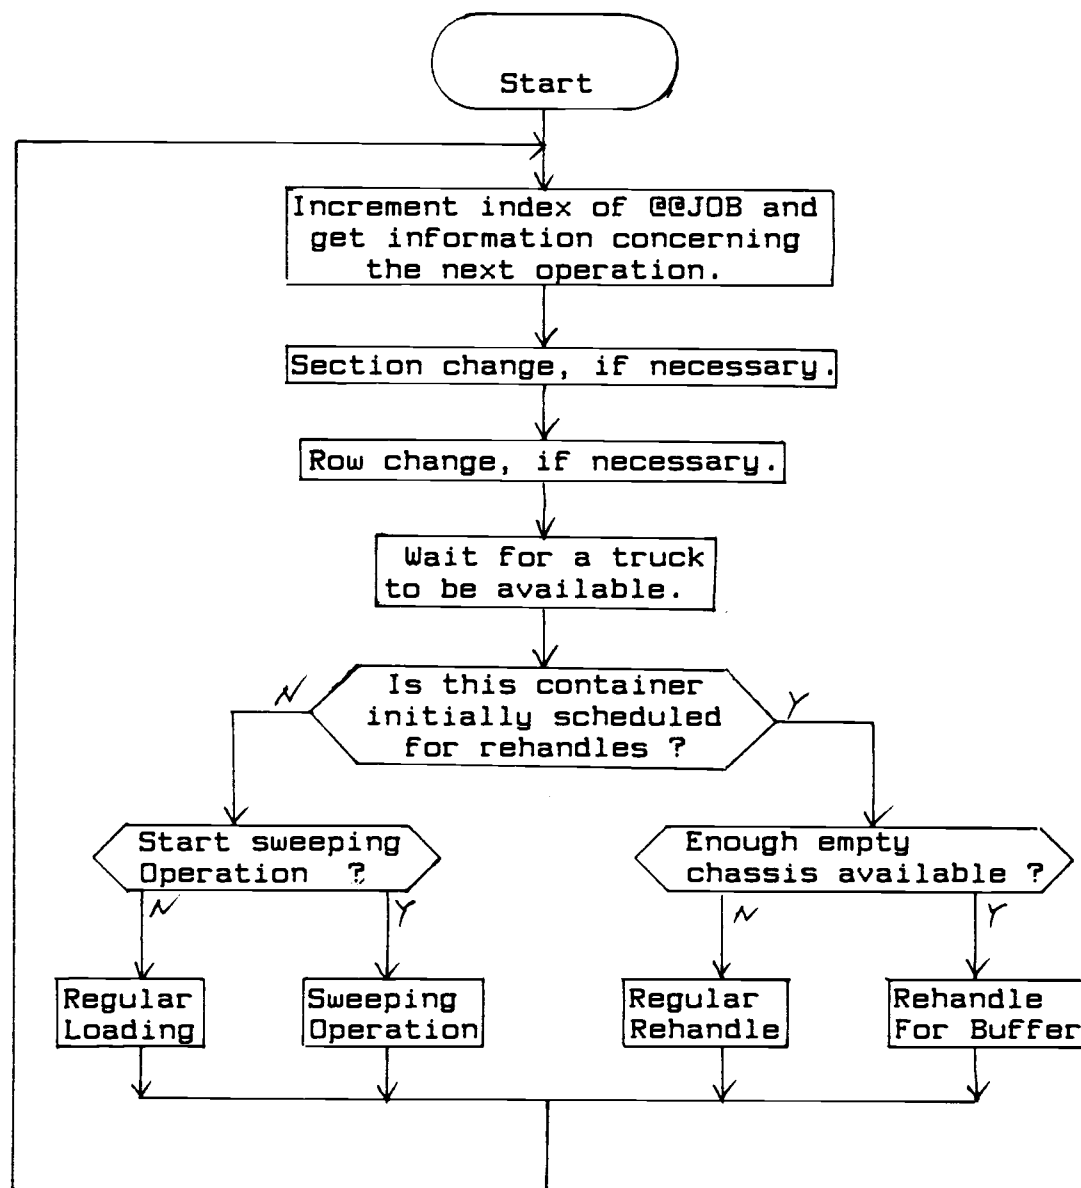 Start
Increment index of @@JOB and
get information concerning
the next operation.
Section change, if necessary.
Row change, if necessary.
Wait for a truck
to be available.
Is this container
initially scheduled
for rehandles ?
N
Y
Start sweeping
Operation ?
Enough empty
chassis available ?
N
Y
N
Y
Regular
Loading
Sweeping
Operation
Regular
Rehandle
Rehandle
For Buffer